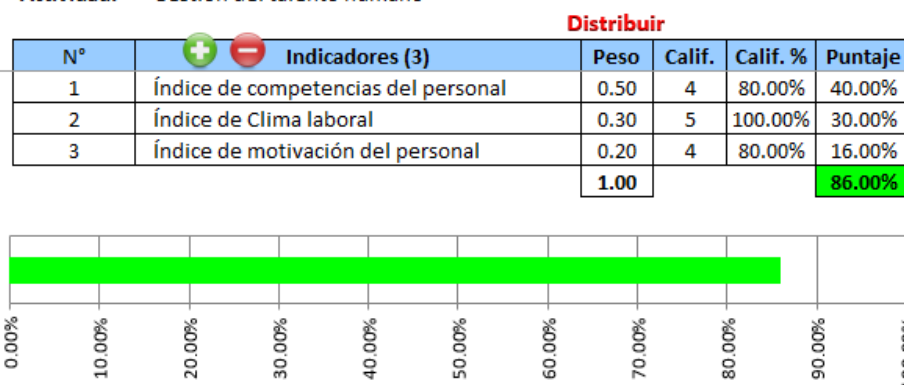 Distribuir
N° Indicadores (3) Peso Calif. Calif. % Puntaje
1 Índice de competencias del personal 0.50 4 80.00% 40.00%
2 Índice de Clima laboral 0.30 5 100.00% 30.00%
3 Índice de motivación del personal 0.20 4 80.00% 16.00%
1.00 86.00%
0.00% 10.00% 20.00% 30.00% 40.00% 50.00% 60.00% 70.00% 80.00% 90.00%